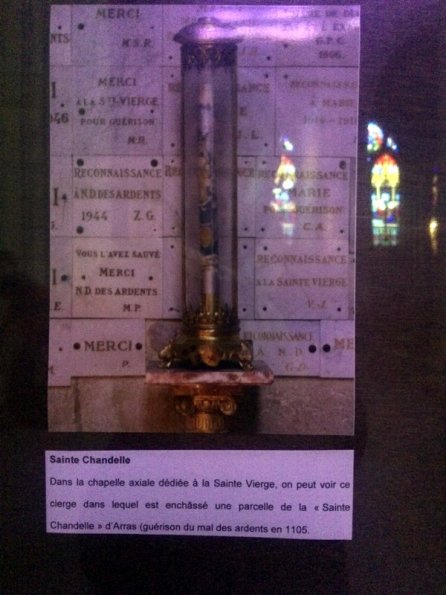 MERCI
M.S.R.
G.P.C.
1896.
MERCI
A LA STE VIERGE
POUR GUÉRISON
M.B.
J.L.
RECONNAISSANCE
A MARIE
RECONNAISSANCE
A N.D. DES ARDENTS
1944 Z.G.
RECONNAISSANCE
MARIE
GUÉRISON
C.A.
VOUS L'AVEZ SAUVÉ
MERCI
N.D. DES ARDENTS
M.P.
RECONNAISSANCE
A LA SAINTE VIERGE
V.J.
MERCI
RECONNAISSANCE
A N D
G.D.
ME
Sainte Chandelle
Dans la chapelle axiale dédiée à la Sainte Vierge, on peut voir ce
cierge dans lequel est enchâssé une parcelle de la « Sainte
Chandelle » d'Arras (guérison du mal des ardents en 1105.